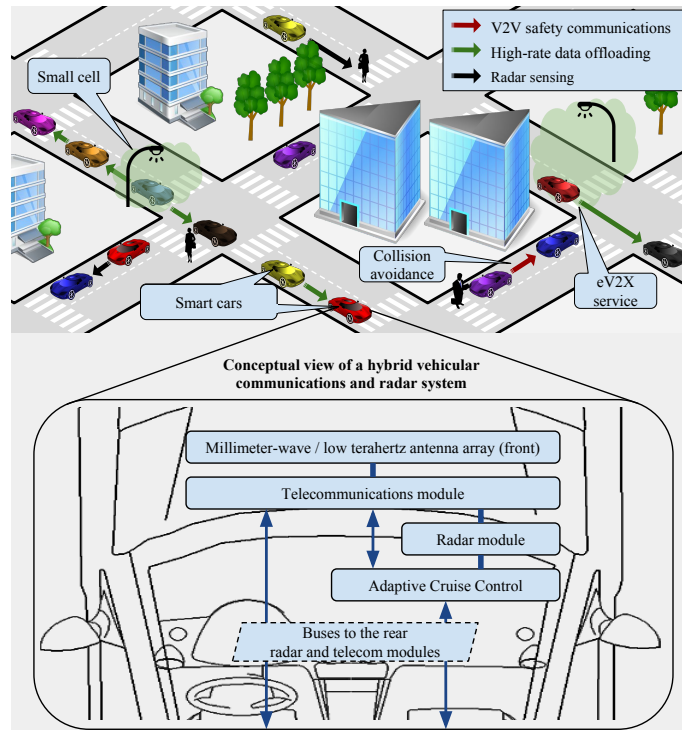 V2V safety communications
High-rate data offloading
Radar sensing
Small cell
Collision
avoidance
eV2X
service
Smart cars
Conceptual view of a hybrid vehicular
communications and radar system
Millimeter-wave / low terahertz antenna array (front)
Telecommunications module
Radar module
Adaptive Cruise Control
Buses to the rear
radar and telecom modules